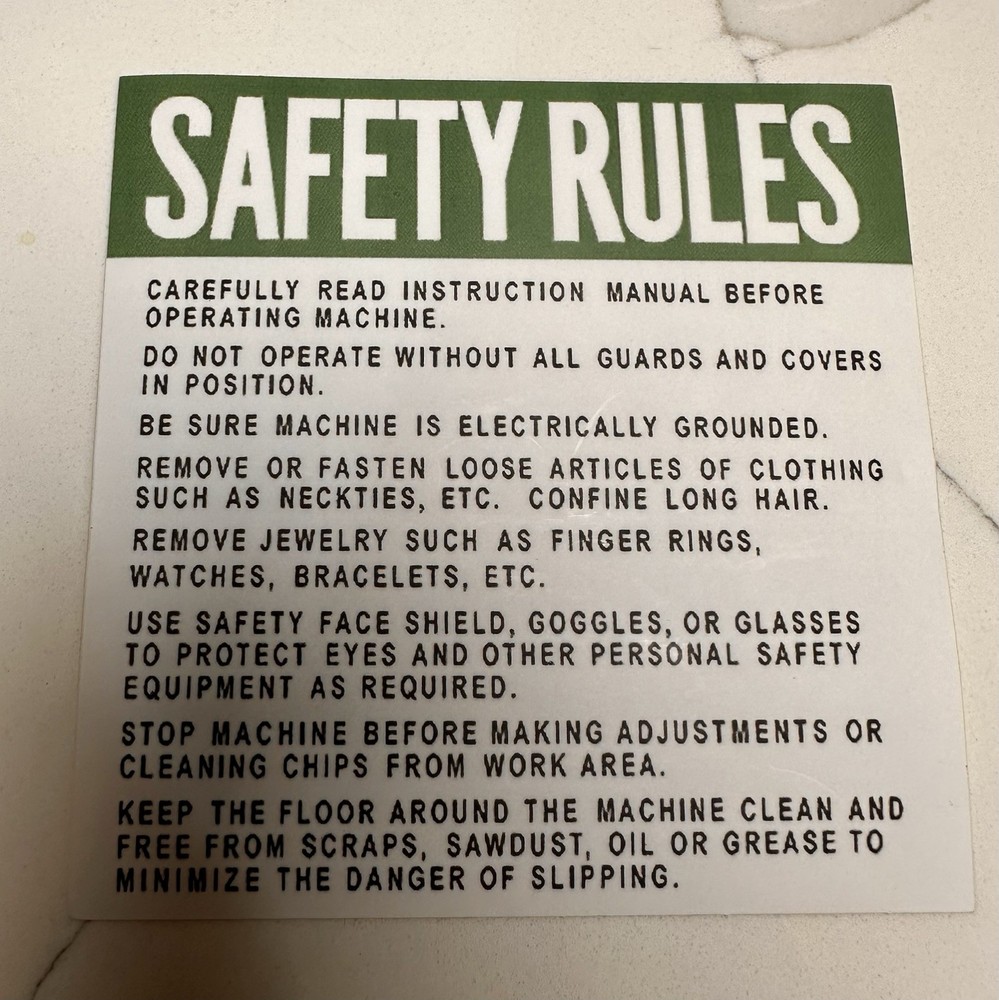 SAFETY RULES
CAREFULLY READ INSTRUCTION MANUAL BEFORE
OPERATING MACHINE.
DO NOT OPERATE WITHOUT ALL GUARDS AND COVERS
IN POSITION.
BE SURE MACHINE IS ELECTRICALLY GROUNDED.
REMOVE OR FASTEN LOOSE ARTICLES OF CLOTHING
SUCH AS NECKTIES, ETC. CONFINE LONG HAIR.
REMOVE JEWELRY SUCH AS FINGER RINGS,
WATCHES, BRACELETS, ETC.
USE SAFETY FACE SHIELD, GOGGLES, OR GLASSES
TO PROTECT EYES AND OTHER PERSONAL SAFETY
EQUIPMENT AS REQUIRED.
STOP MACHINE BEFORE MAKING ADJUSTMENTS OR
CLEANING CHIPS FROM WORK AREA.
KEEP THE FLOOR AROUND THE MACHINE CLEAN AND
FREE FROM SCRAPS, SAWDUST, OIL OR GREASE TO
MINIMIZE THE DANGER OF SLIPPING.